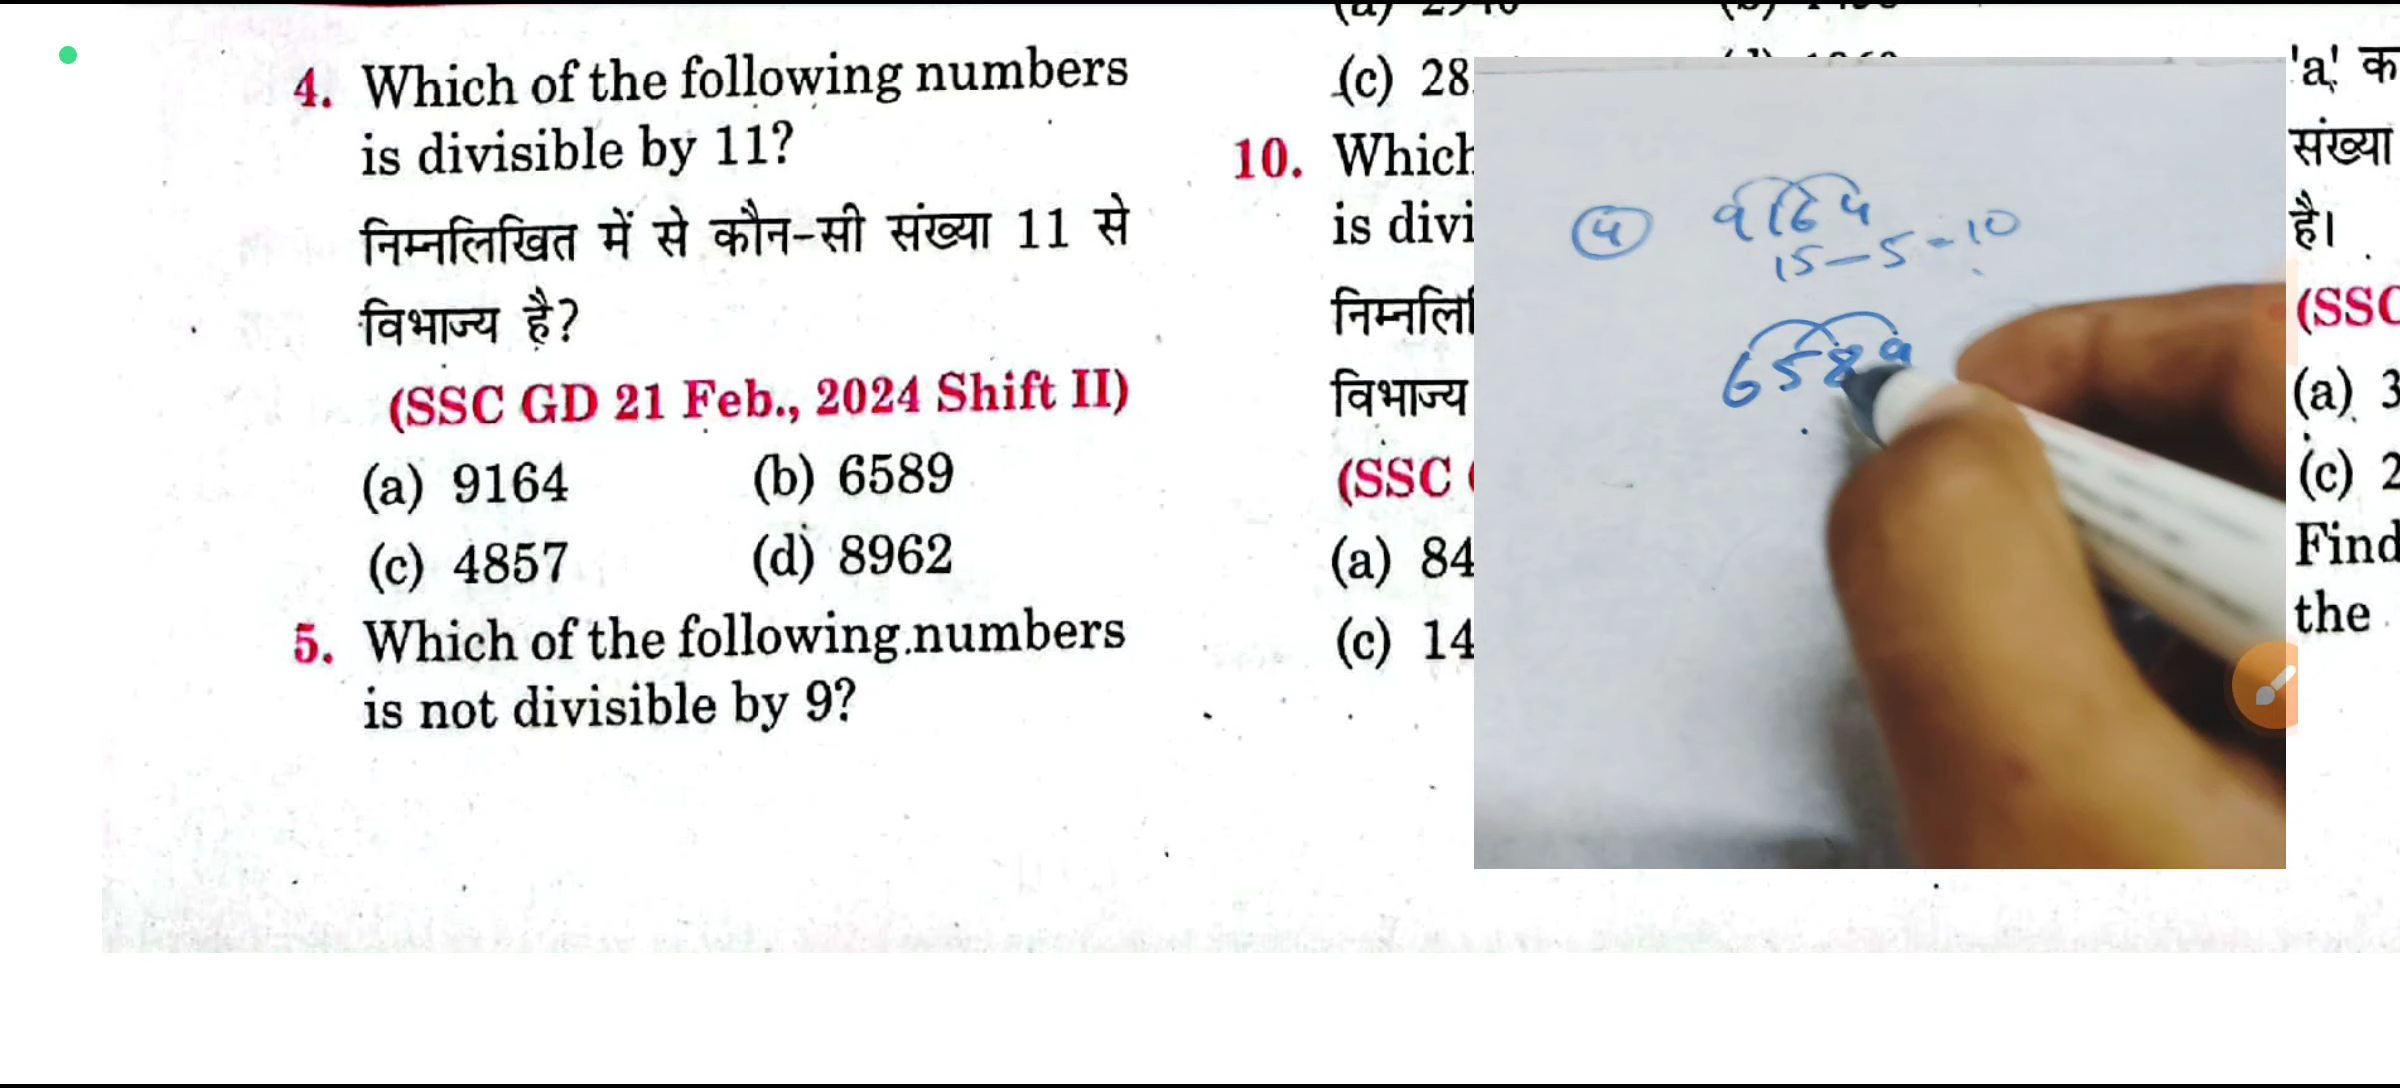 4. Which of the following numbers
is divisible by 11?
निम्नलिखित में से कौन-सी संख्या 11 से
विभाज्य है?
(SSC GD 21 Feb., 2024 Shift II)
(a) 9164 (b) 6589
(c) 4857 (d) 8962
5. Which of the following numbers
is not divisible by 9?
(c) 28
10. Which
is divi
निम्नलि
विभाज्य
(SSC
(a) 84
(c) 14
4 9164
15-5=10
6589
'a' क
संख्या
है।
(SSC
(a) 3
(c) 2
Find
the